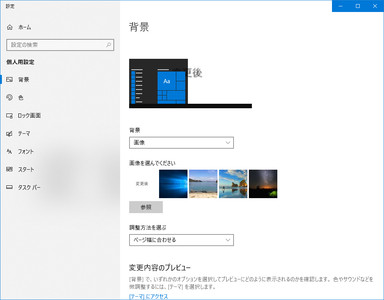 設定
ホーム
設定の検索
個人用設定
背景
色
ロック画面
テーマ
フォント
スタート
タスク バー
背景
Aa
変更後
背景
画像
画像を選んでください
変更後
参照
調整方法を選ぶ
ページ幅に合わせる
変更内容のプレビュー
[背景] で、いずれかのオプションを選択してプレビューにどのように表示されるのかを確認します。色やサウンドなどを
微調整するには、[テーマ] を選択します。
[テーマ] にアクセス